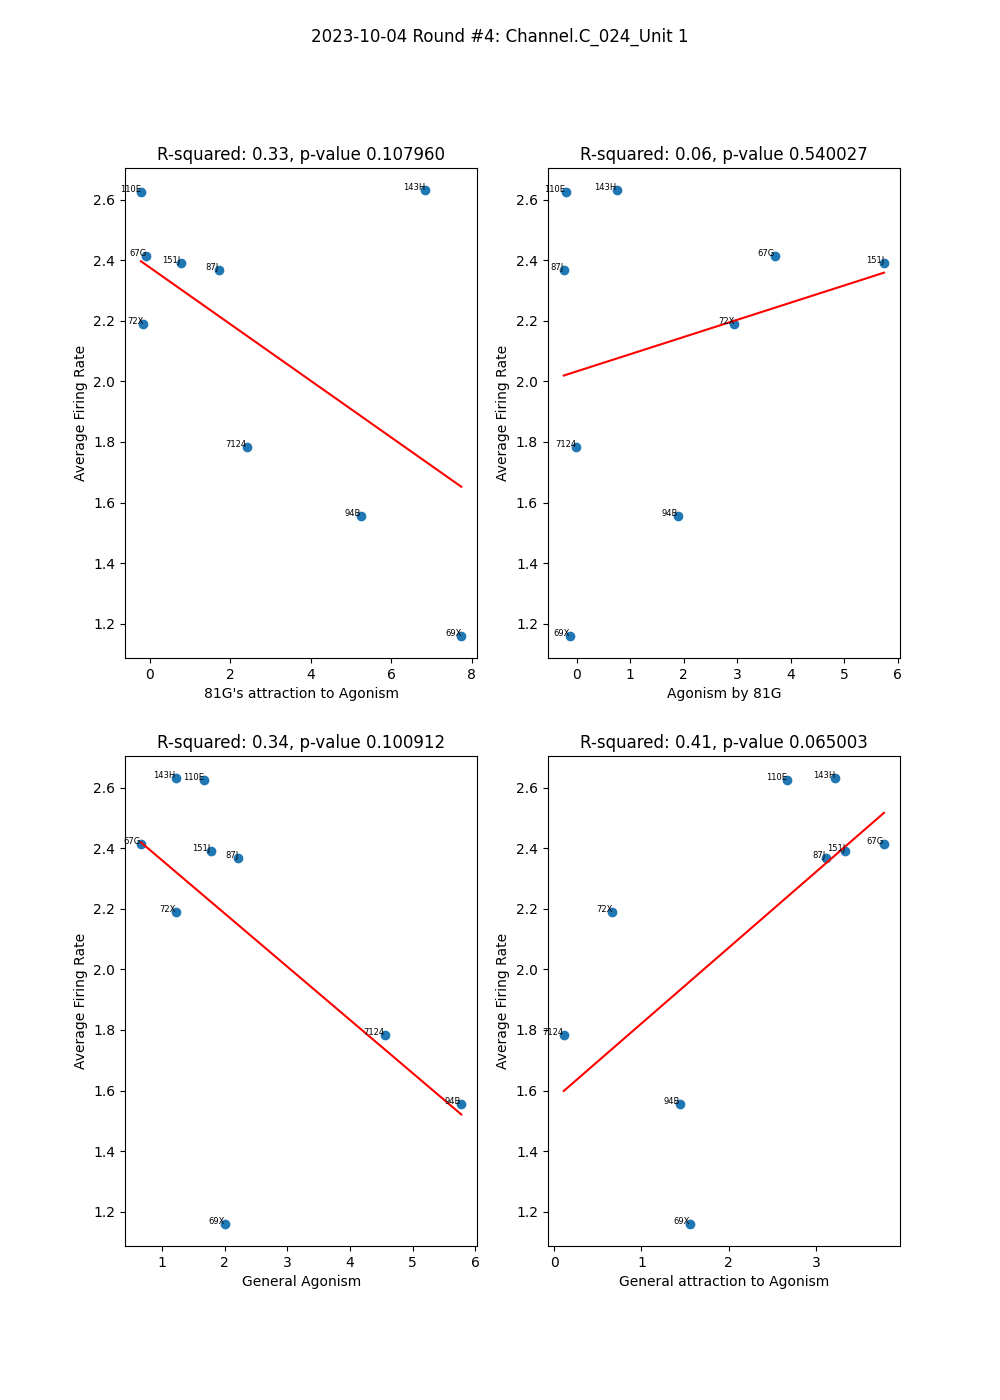 2023-10-04 Round #4: Channel.C_024_Unit 1
R-squared: 0.33, p-value 0.107960
Average Firing Rate
2.6
2.4
2.2
2.0
1.8
1.6
1.4
1.2
110E
143H
67G
151J
87J
72X
7124
94B
69X
0 2 4 6 8
81G's attraction to Agonism
R-squared: 0.06, p-value 0.540027
Average Firing Rate
2.6
2.4
2.2
2.0
1.8
1.6
1.4
1.2
110E
143H
67G
151J
87J
72X
7124
94B
69X
0 1 2 3 4 5 6
Agonism by 81G
R-squared: 0.34, p-value 0.100912
Average Firing Rate
2.6
2.4
2.2
2.0
1.8
1.6
1.4
1.2
143H
110E
67G
151J
87J
72X
7124
94B
69X
1 2 3 4 5 6
General Agonism
R-squared: 0.41, p-value 0.065003
Average Firing Rate
2.6
2.4
2.2
2.0
1.8
1.6
1.4
1.2
110E
143H
67G
151J
87J
72X
7124
94B
69X
0 1 2 3
General attraction to Agonism